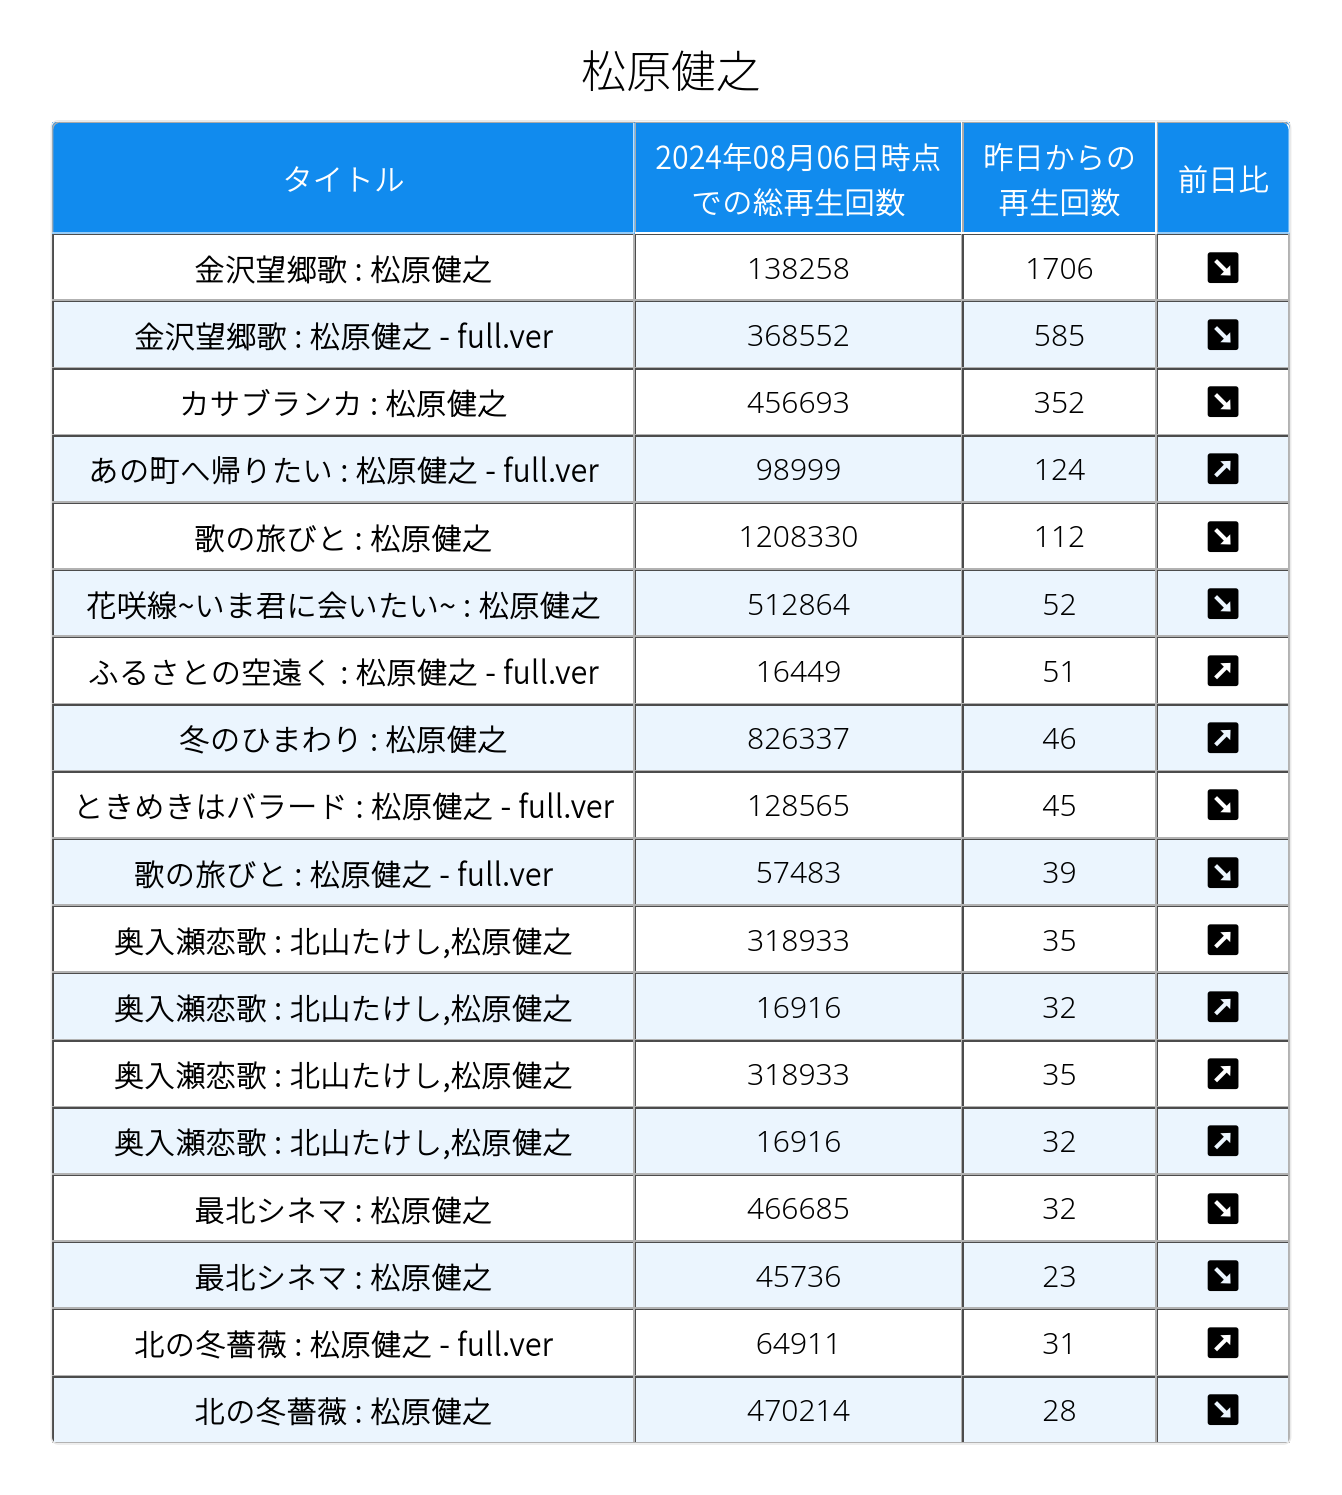 松原健之
タイトル
2024年08月06日時点
での総再生回数
昨日からの
再生回数
前日比
金沢望郷歌 : 松原健之 138258 1706 ↘
金沢望郷歌 : 松原健之 - full.ver 368552 585 ↘
カサブランカ : 松原健之 456693 352 ↘
あの町へ帰りたい : 松原健之 - full.ver 98999 124 ↗
歌の旅びと : 松原健之 1208330 112 ↘
花咲線~いま君に会いたい~ : 松原健之 512864 52 ↘
ふるさとの空遠く : 松原健之 - full.ver 16449 51 ↗
冬のひまわり : 松原健之 826337 46 ↗
ときめきはバラード : 松原健之 - full.ver 128565 45 ↘
歌の旅びと : 松原健之 - full.ver 57483 39 ↘
奥入瀬恋歌 : 北山たけし,松原健之 318933 35 ↗
奥入瀬恋歌 : 北山たけし,松原健之 16916 32 ↗
奥入瀬恋歌 : 北山たけし,松原健之 318933 35 ↗
奥入瀬恋歌 : 北山たけし,松原健之 16916 32 ↗
最北シネマ : 松原健之 466685 32 ↘
最北シネマ : 松原健之 45736 23 ↘
北の冬薔薇 : 松原健之 - full.ver 64911 31 ↗
北の冬薔薇 : 松原健之 470214 28 ↘